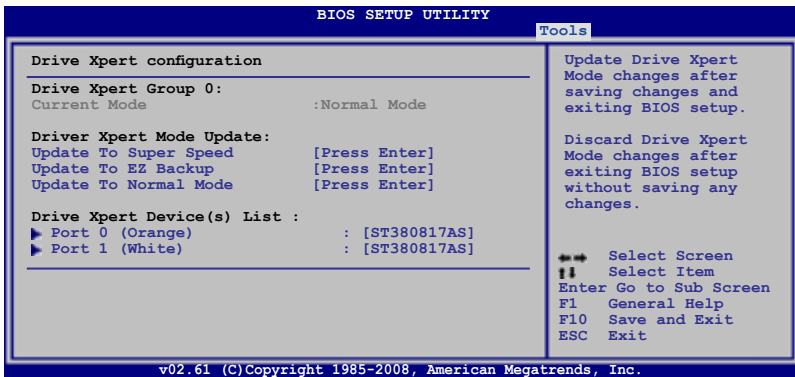 BIOS SETUP UTILITY
Tools
Drive Xpert configuration
Drive Xpert Group 0:
Current Mode :Normal Mode
Driver Xpert Mode Update:
Update To Super Speed [Press Enter]
Update To EZ Backup [Press Enter]
Update To Normal Mode [Press Enter]
Drive Xpert Device(s) List :
Port 0 (Orange) : [ST380817AS]
Port 1 (White) : [ST380817AS]
Update Drive Xpert
Mode changes after
saving changes and
exiting BIOS setup.
Discard Drive Xpert
Mode changes after
exiting BIOS setup
without saving any
changes.
Select Screen
Select Item
Enter Go to Sub Screen
F1 General Help
F10 Save and Exit
ESC Exit
v02.61 (C)Copyright 1985-2008, American Megatrends, Inc.